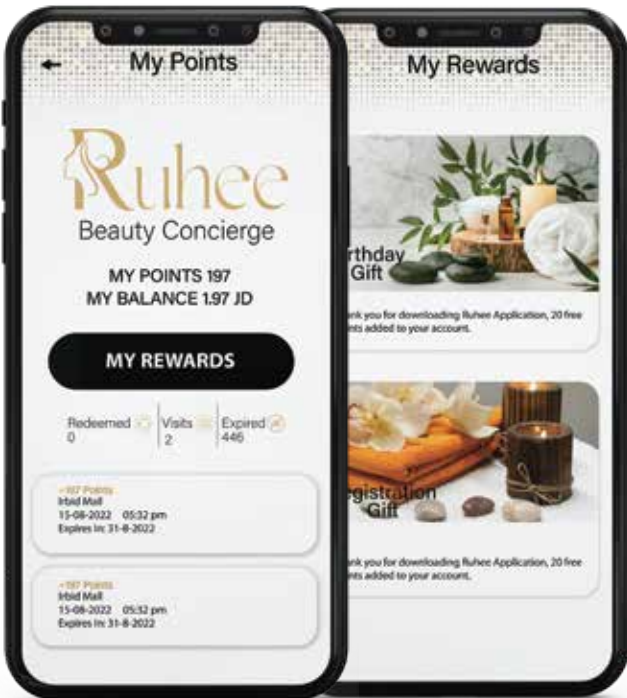 My Points
Ruhee
Beauty Concierge
MY POINTS 197
MY BALANCE 1.97 JD
MY REWARDS
Redeemed
0
Visits
2
Expired
446
+197 Points
Irbid Mall
15-08-2022 05:32 pm
Expires In: 31-8-2022
+197 Points
Irbid Mall
15-08-2022 05:32 pm
Expires In: 31-8-2022
My Rewards
rthday
Gift
nk you for downloading Ruhee Application, 20 free
nts added to your account.
egistration
Gift
nk you for downloading Ruhee Application, 20 free
nts added to your account.